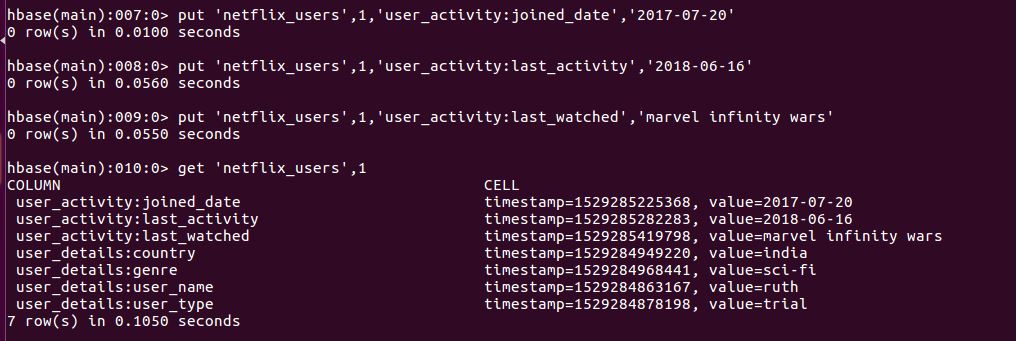 hbase(main):007:0> put 'netflix_users',1,'user_activity:joined_date','2017-07-20'
0 row(s) in 0.0100 seconds
hbase(main):008:0> put 'netflix_users',1,'user_activity:last_activity','2018-06-16'
0 row(s) in 0.0560 seconds
hbase(main):009:0> put 'netflix_users',1,'user_activity:last_watched','marvel infinity wars'
0 row(s) in 0.0550 seconds
hbase(main):010:0> get 'netflix_users',1
COLUMN CELL
user_activity:joined_date timestamp=1529285225368, value=2017-07-20
user_activity:last_activity timestamp=1529285282283, value=2018-06-16
user_activity:last_watched timestamp=1529285419798, value=marvel infinity wars
user_details:country timestamp=1529284949220, value=india
user_details:genre timestamp=1529284968441, value=sci-fi
user_details:user_name timestamp=1529284863167, value=ruth
user_details:user_type timestamp=1529284878198, value=trial
7 row(s) in 0.1050 seconds